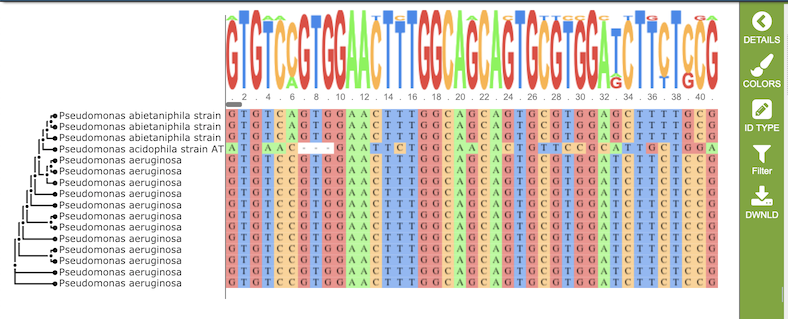 GTGTCCGTGGAACTTTGGCAGCAGTGCGTGGATCTTCTCCG
2 . 4 . 6 . 8 . 10 . 12 . 14 . 16 . 18 . 20 . 22 . 24 . 26 . 28 . 30 . 32 . 34 . 36 . 38 . 40 .
Pseudomonas abietaniphila strain G T G T C A G T G G A A C T T T G G C A G C A G T G C G T G G A G C T T T T G C G
Pseudomonas abietaniphila strain G T G T C A G T G G A A C T T T G G C A G C A G T G C G T G G A G C T T T T G C G
Pseudomonas abietaniphila strain G T G T C A G T G G A A C T T T G G C A G C A G T G C G T G G A G C T T T T G C G
Pseudomonas acidophila strain AT A T G A A C - - - G A A T T C T G G C A A C A C T G T T C C G C A T T G C T G G A
Pseudomonas aeruginosa G T G T C C G T G G A A C T T T G G C A G C A G T G C G T G G A T C T T C T C C G
Pseudomonas aeruginosa G T G T C C G T G G A A C T T T G G C A G C A G T G C G T G G A T C T T C T C C G
Pseudomonas aeruginosa G T G T C C G T G G A A C T T T G G C A G C A G T G C G T G G A T C T T C T C C G
Pseudomonas aeruginosa G T G T C C G T G G A A C T T T G G C A G C A G T G C G T G G A T C T T C T C C G
Pseudomonas aeruginosa G T G T C C G T G G A A C T T T G G C A G C A G T G C G T G G A T C T T C T C C G
Pseudomonas aeruginosa G T G T C C G T G G A A C T T T G G C A G C A G T G C G T G G A T C T T C T C C G
Pseudomonas aeruginosa G T G T C C G T G G A A C T T T G G C A G C A G T G C G T G G A T C T T C T C C G
Pseudomonas aeruginosa G T G T C C G T G G A A C T T T G G C A G C A G T G C G T G G A T C T T C T C C G
Pseudomonas aeruginosa G T G T C C G T G G A A C T T T G G C A G C A G T G C G T G G A T C T T C T C C G
Pseudomonas aeruginosa G T G T C C G T G G A A C T T T G G C A G C A G T G C G T G G A T C T T C T C C G
Pseudomonas aeruginosa G T G T C C G T G G A A C T T T G G C A G C A G T G C G T G G A T C T T C T C C G
Pseudomonas aeruginosa G T G T C C G T G G A A C T T T G G C A G C A G T G C G T G G A T C T T C T C C G
DETAILS
COLORS
ID TYPE
Filter
DWNLD